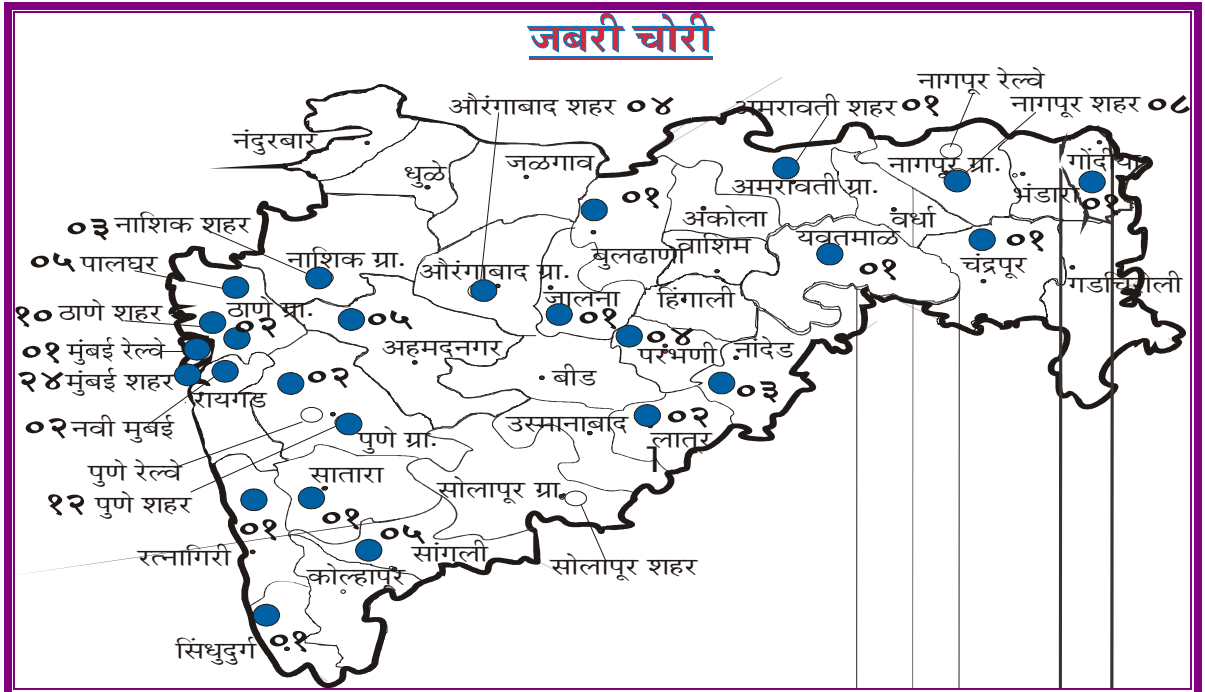 जबरी चोरी
नागपूर रेल्वे
औरंगाबाद शहर ०४
अमरावती शहर ०१
नागपूर शहर ०८
नंदुरबार
धुळे
जळगाव
नागपूर ग्रा.
गोंदीया
अमरावती ग्रा.
भंडारा
०१
०१
०३ नाशिक शहर
अंकोला
वर्धा
यवतमाळ
०१
वाशिम
बुलढाणा
०५ पालघर
नाशिक ग्रा.
औरंगाबाद ग्रा.
०१
चंद्रपूर
गडचिरोली
जालना
०१
हिंगाली
१० ठाणे शहर
ठाणे ग्रा.
०२
०५
०४
०१ मुंबई रेल्वे
अहमदनगर
परभणी
नांदेड
२४ मुंबई शहर
०२
बीड
०३
रायगड
०२ नवी मुबंई
उस्मानाबाद
०२
लातूर
पुणे ग्रा.
पुणे रेल्वे
सातारा
सोलापूर ग्रा.
१२ पुणे शहर
०१
०१
०५
रत्नागिरी
सांगली
सोलापूर शहर
कोल्हापूर
सिंधुदुर्ग
०१